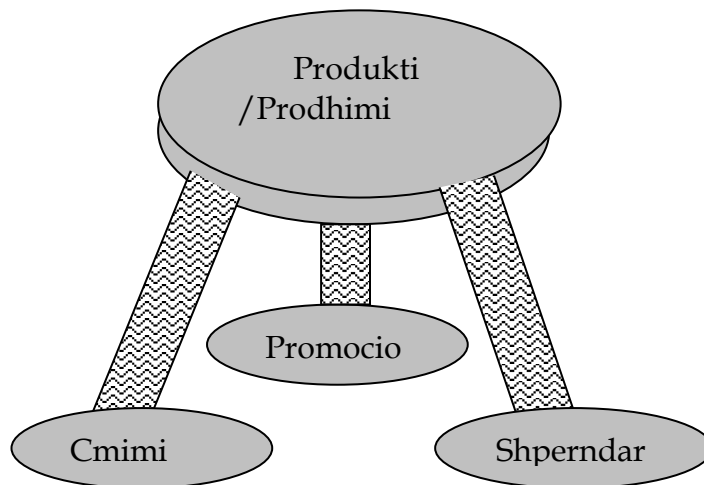 Produkti
/Prodhimi
Promocio
Cmimi
Shperndar